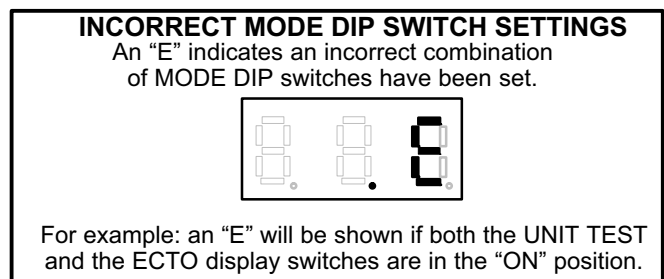 INCORRECT MODE DIP SWITCH SETTINGS
An “E” indicates an incorrect combination
of MODE DIP switches have been set.
. E
For example: an “E” will be shown if both the UNIT TEST
and the ECTO display switches are in the “ON” position.